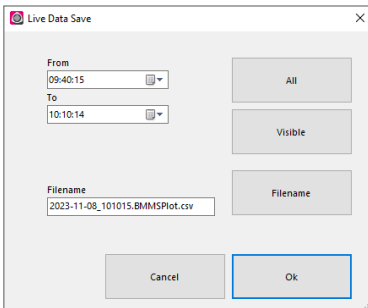 Live Data Save
From
09:40:15
All
To
10:10:14
Visible
Filename
2023-11-08_101015.BMMSPlot.csv
Filename
Cancel
Ok